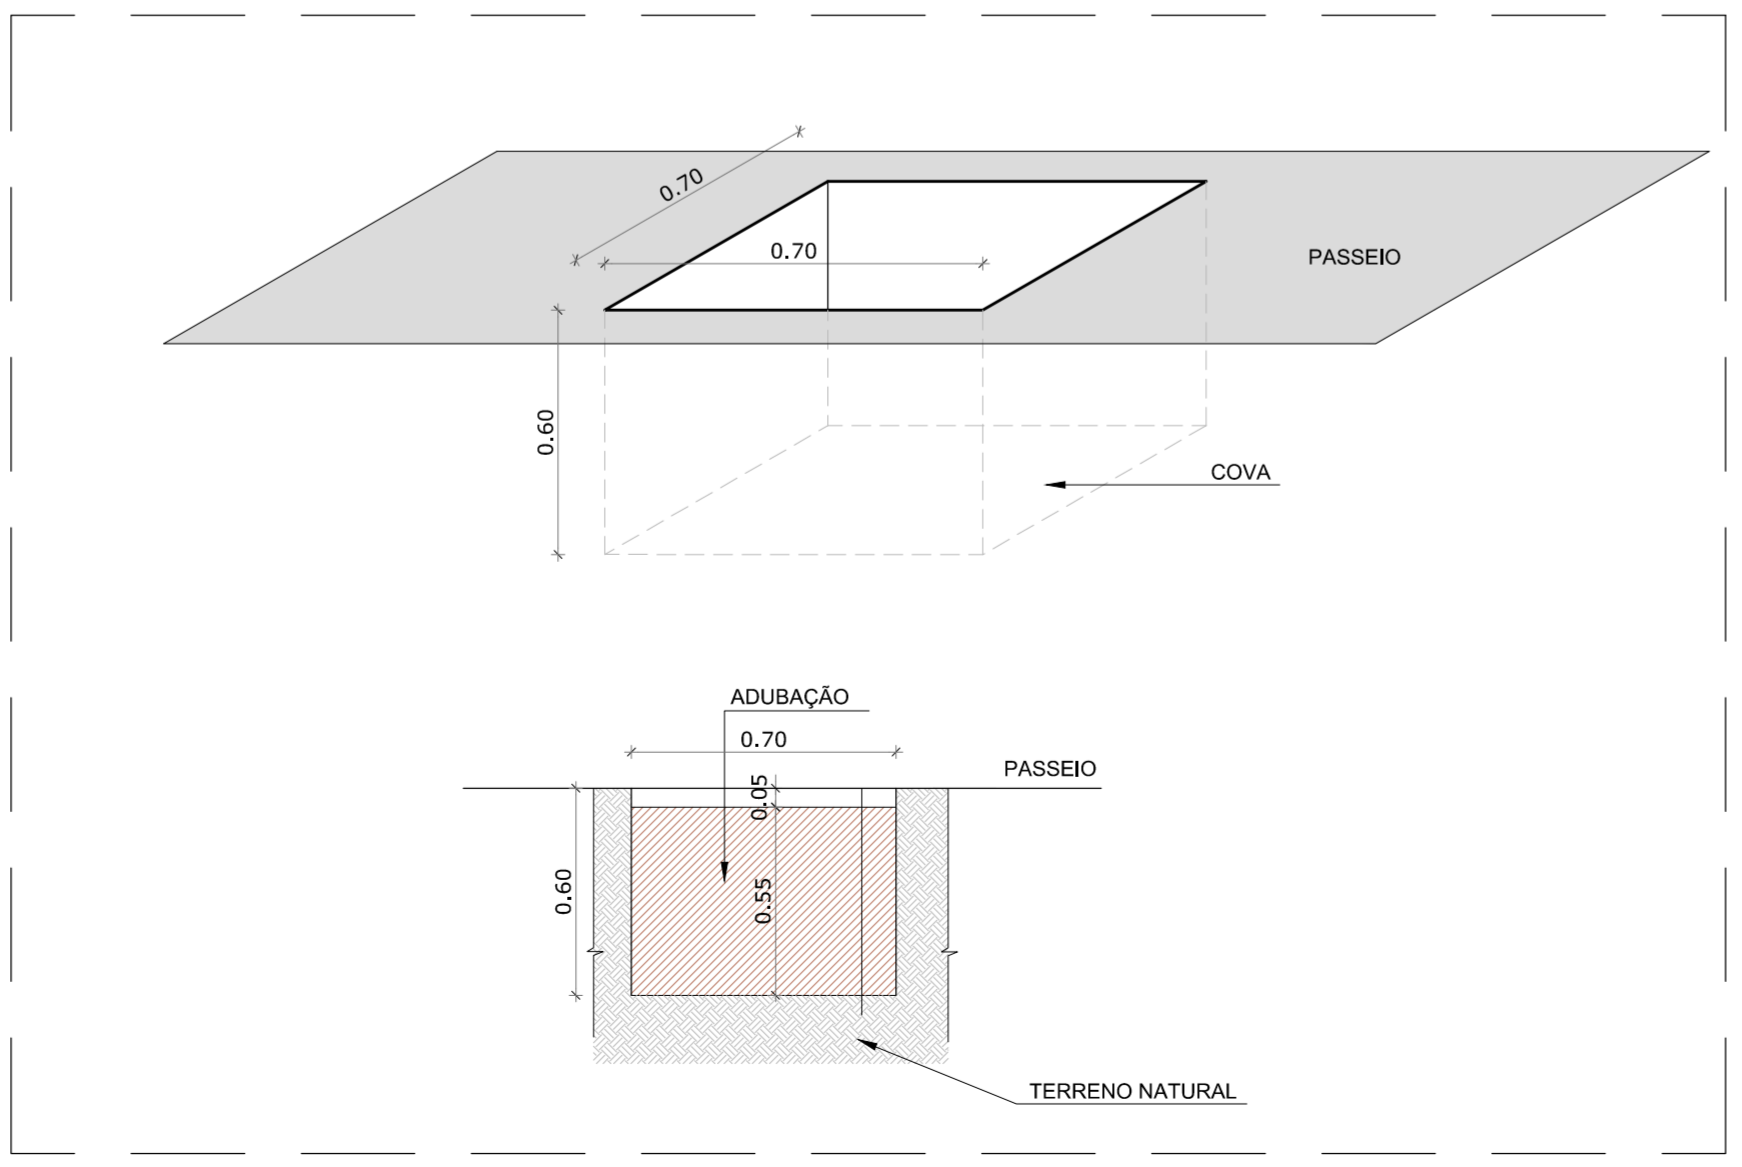 0.70
0.70
PASSEIO
0.60
COVA
ADUBAÇÃO
0.70
PASSEIO
0.05
0.60
0.55
TERRENO NATURAL